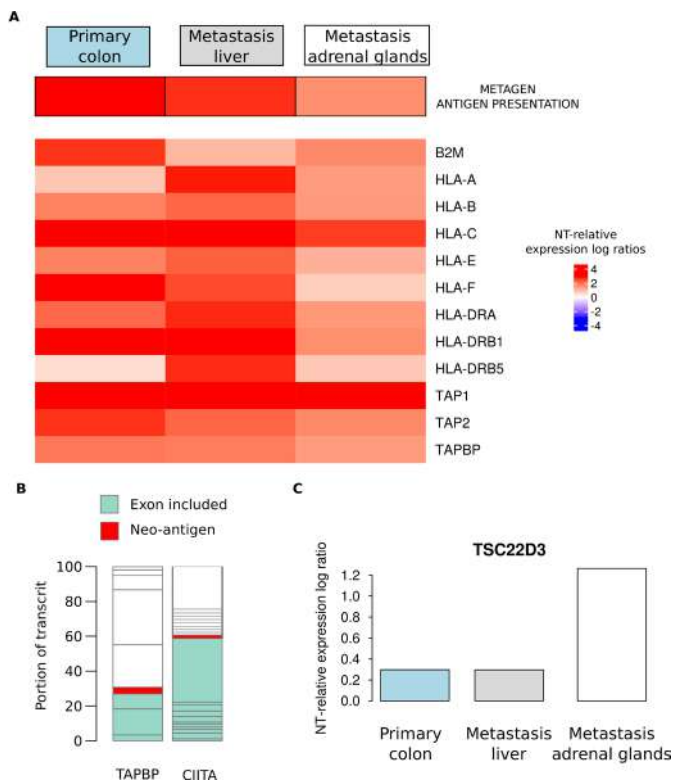 A
Primary
colon
Metastasis
liver
Metastasis
adrenal glands
METAGEN
ANTIGEN PRESENTATION
B2M
HLA-A
HLA-B
HLA-C
HLA-E
HLA-F
HLA-DRA
HLA-DRB1
HLA-DRB5
TAP1
TAP2
TAPBP
NT-relative
expression log ratios
4
2
0
-2
-4
B
Exon included
Neo-antigen
Portion of transcrit
100
80
60
40
20
0
TAPBP
CIITA
C
TSC22D3
NT-relative expression log ratio
1.2
1.0
0.8
0.6
0.4
0.2
0.0
Primary
colon
Metastasis
liver
Metastasis
adrenal glands